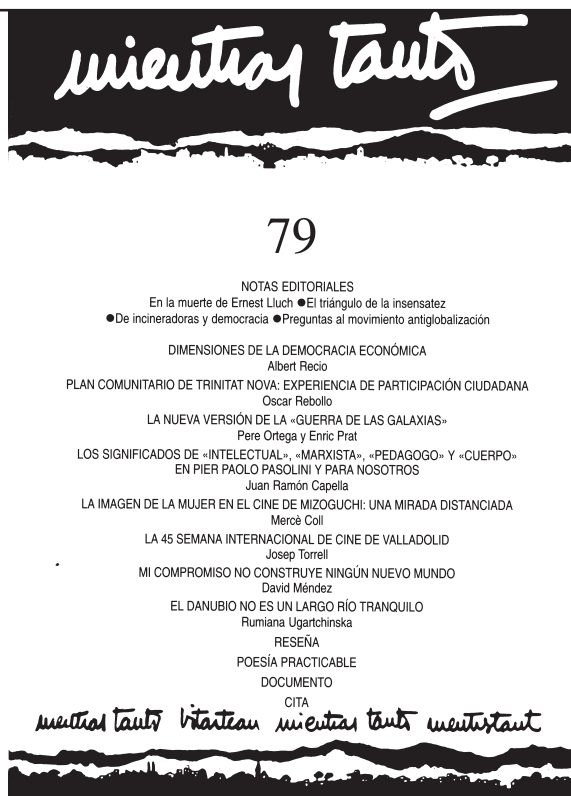 mientras tanto
79
NOTAS EDITORIALES
En la muerte de Ernest Lluch ●El triángulo de la insensatez
●De incineradoras y democracia ●Preguntas al movimiento antiglobalización
DIMENSIONES DE LA DEMOCRACIA ECONÓMICA
Albert Recio
PLAN COMUNITARIO DE TRINITAT NOVA: EXPERIENCIA DE PARTICIPACIÓN CIUDADANA
Oscar Rebollo
LA NUEVA VERSIÓN DE LA «GUERRA DE LAS GALAXIAS»
Pere Ortega y Enric Prat
LOS SIGNIFICADOS DE «INTELECTUAL», «MARXISTA», «PEDAGOGO» Y «CUERPO»
EN PIER PAOLO PASOLINI Y PARA NOSOTROS
Juan Ramón Capella
LA IMAGEN DE LA MUJER EN EL CINE DE MIZOGUCHI: UNA MIRADA DISTANCIADA
Mercè Coll
LA 45 SEMANA INTERNACIONAL DE CINE DE VALLADOLID
Josep Torrell
MI COMPROMISO NO CONSTRUYE NINGÚN NUEVO MUNDO
David Méndez
EL DANUBIO NO ES UN LARGO RÍO TRANQUILO
Rumiana Ugartchinska
RESEÑA
POESÍA PRACTICABLE
DOCUMENTO
CITA
mentras tanto bitartean mientras tanto mentrestant